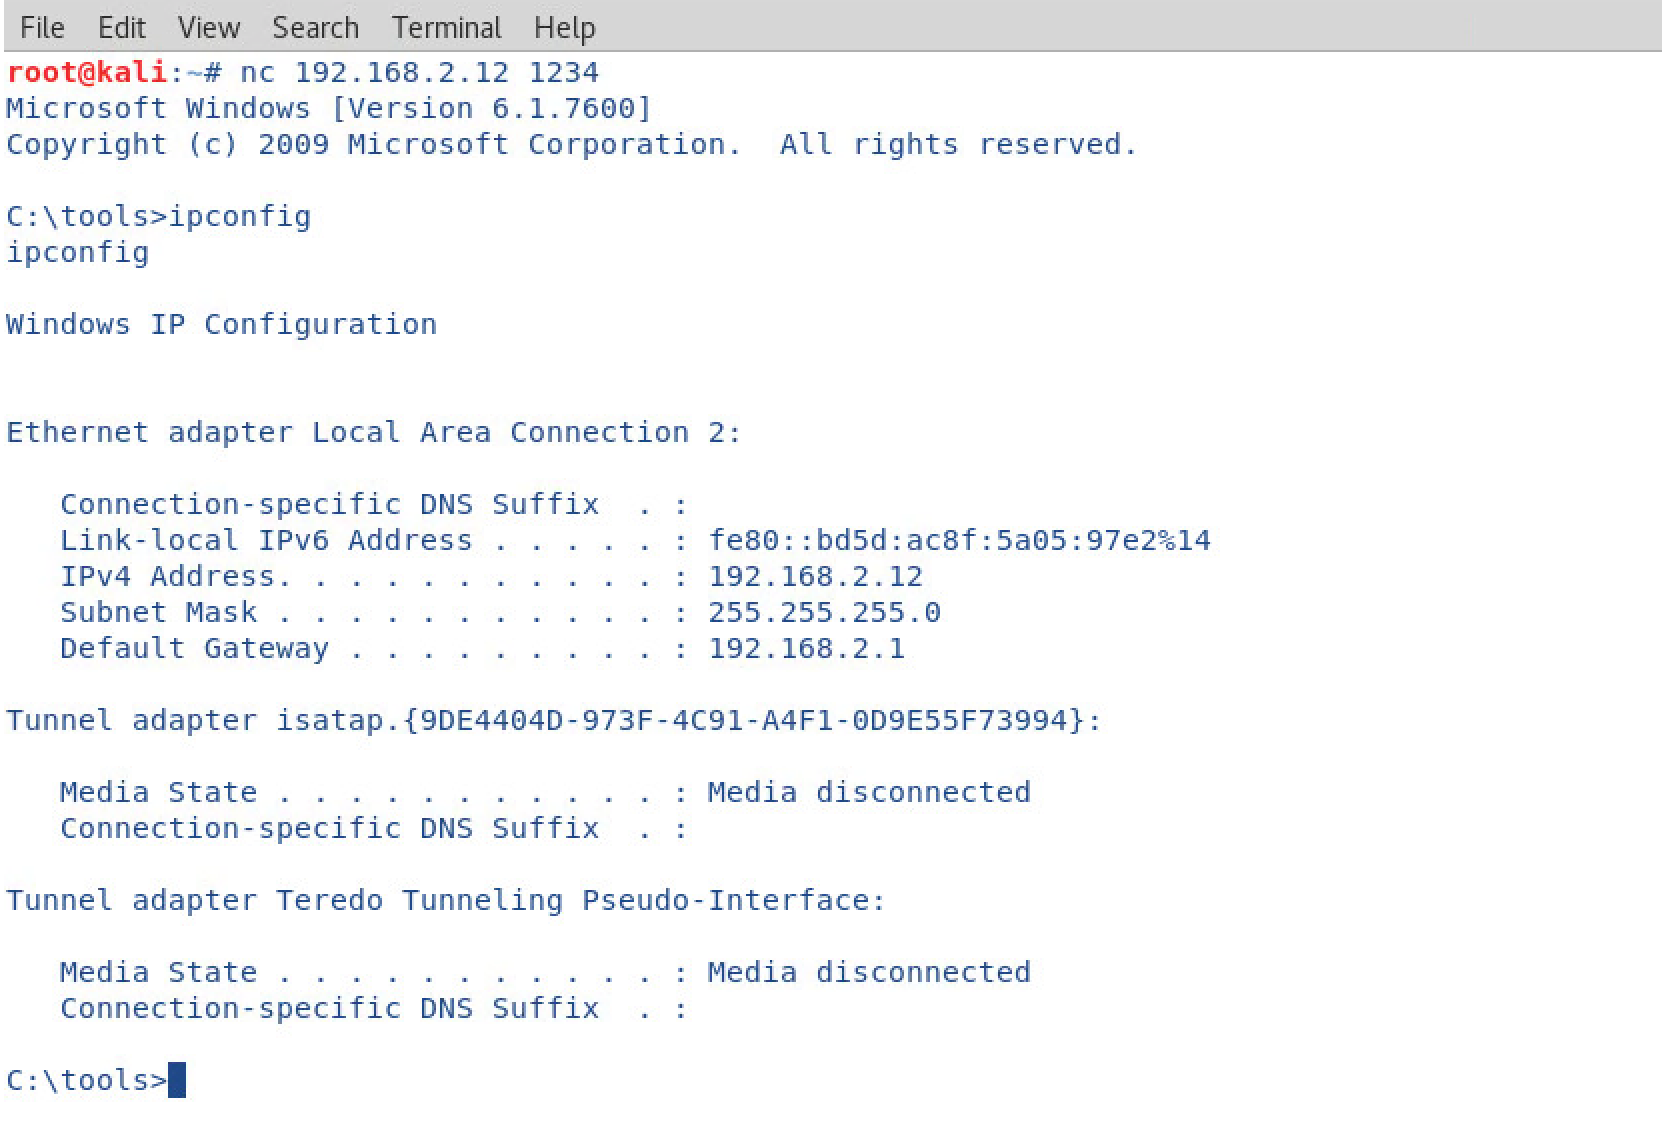 File Edit View Search Terminal Help
root@kali:~# nc 192.168.2.12 1234
Microsoft Windows [Version 6.1.7600]
Copyright (c) 2009 Microsoft Corporation.  All rights reserved.
C:\tools>ipconfig
ipconfig
Windows IP Configuration
Ethernet adapter Local Area Connection 2:
   Connection-specific DNS Suffix  . :
   Link-local IPv6 Address . . . . . : fe80::bd5d:ac8f:5a05:97e2%14
   IPv4 Address. . . . . . . . . . . : 192.168.2.12
   Subnet Mask . . . . . . . . . . . : 255.255.255.0
   Default Gateway . . . . . . . . . : 192.168.2.1
Tunnel adapter isatap.{9DE4404D-973F-4C91-A4F1-0D9E55F73994}:
   Media State . . . . . . . . . . . : Media disconnected
   Connection-specific DNS Suffix  . :
Tunnel adapter Teredo Tunneling Pseudo-Interface:
   Media State . . . . . . . . . . . : Media disconnected
   Connection-specific DNS Suffix  . :
C:\tools>